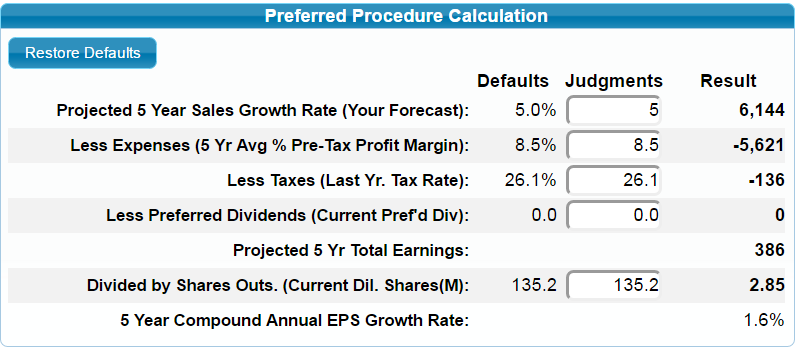 Preferred Procedure Calculation
Restore Defaults
Defaults Judgments Result
Projected 5 Year Sales Growth Rate (Your Forecast): 5.0% 5 6,144
Less Expenses (5 Yr Avg % Pre-Tax Profit Margin): 8.5% 8.5 -5,621
Less Taxes (Last Yr. Tax Rate): 26.1% 26.1 -136
Less Preferred Dividends (Current Pref'd Div): 0.0 0.0 0
Projected 5 Yr Total Earnings: 386
Divided by Shares Outs. (Current Dil. Shares(M): 135.2 135.2 2.85
5 Year Compound Annual EPS Growth Rate: 1.6%